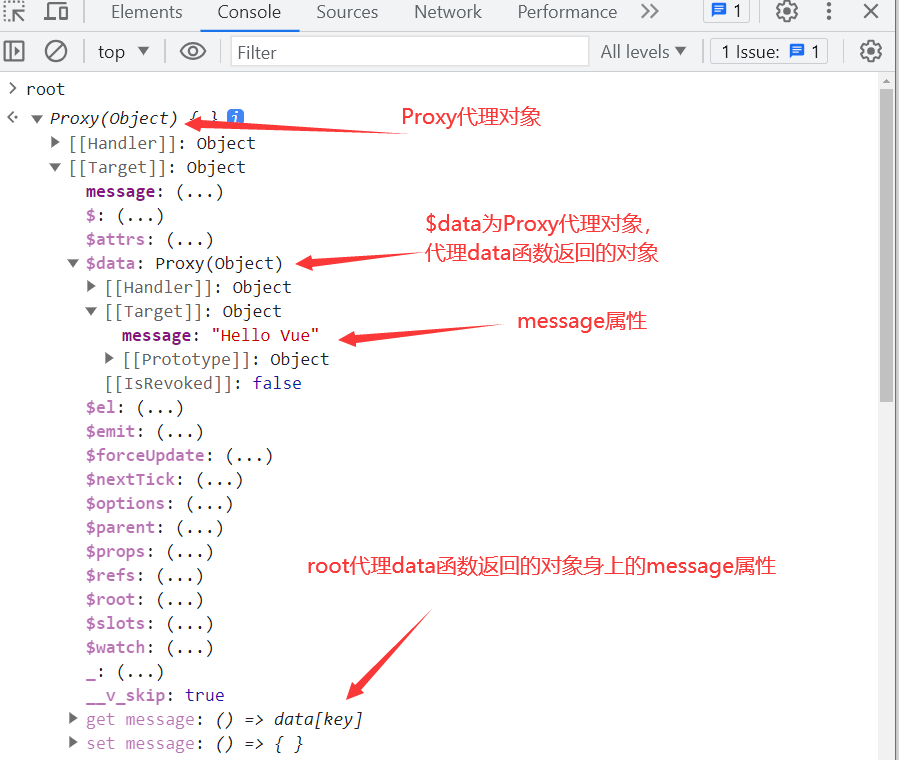 Elements Console Sources Network Performance 1
top Filter All levels 1 Issue: 1
root
Proxy(Object) { } i
Proxy代理对象
[[Handler]]: Object
[[Target]]: Object
message: (...)
$: (...)
$attrs: (...)
$data为Proxy代理对象，
代理data函数返回的对象
$data: Proxy(Object)
[[Handler]]: Object
[[Target]]: Object
message属性
message: "Hello Vue"
[[Prototype]]: Object
[[IsRevoked]]: false
$el: (...)
$emit: (...)
$forceUpdate: (...)
$nextTick: (...)
$options: (...)
$parent: (...)
$props: (...)
root代理data函数返回的对象身上的message属性
$refs: (...)
$root: (...)
$slots: (...)
$watch: (...)
_: (...)
__v_skip: true
get message: () => data[key]
set message: () => { }